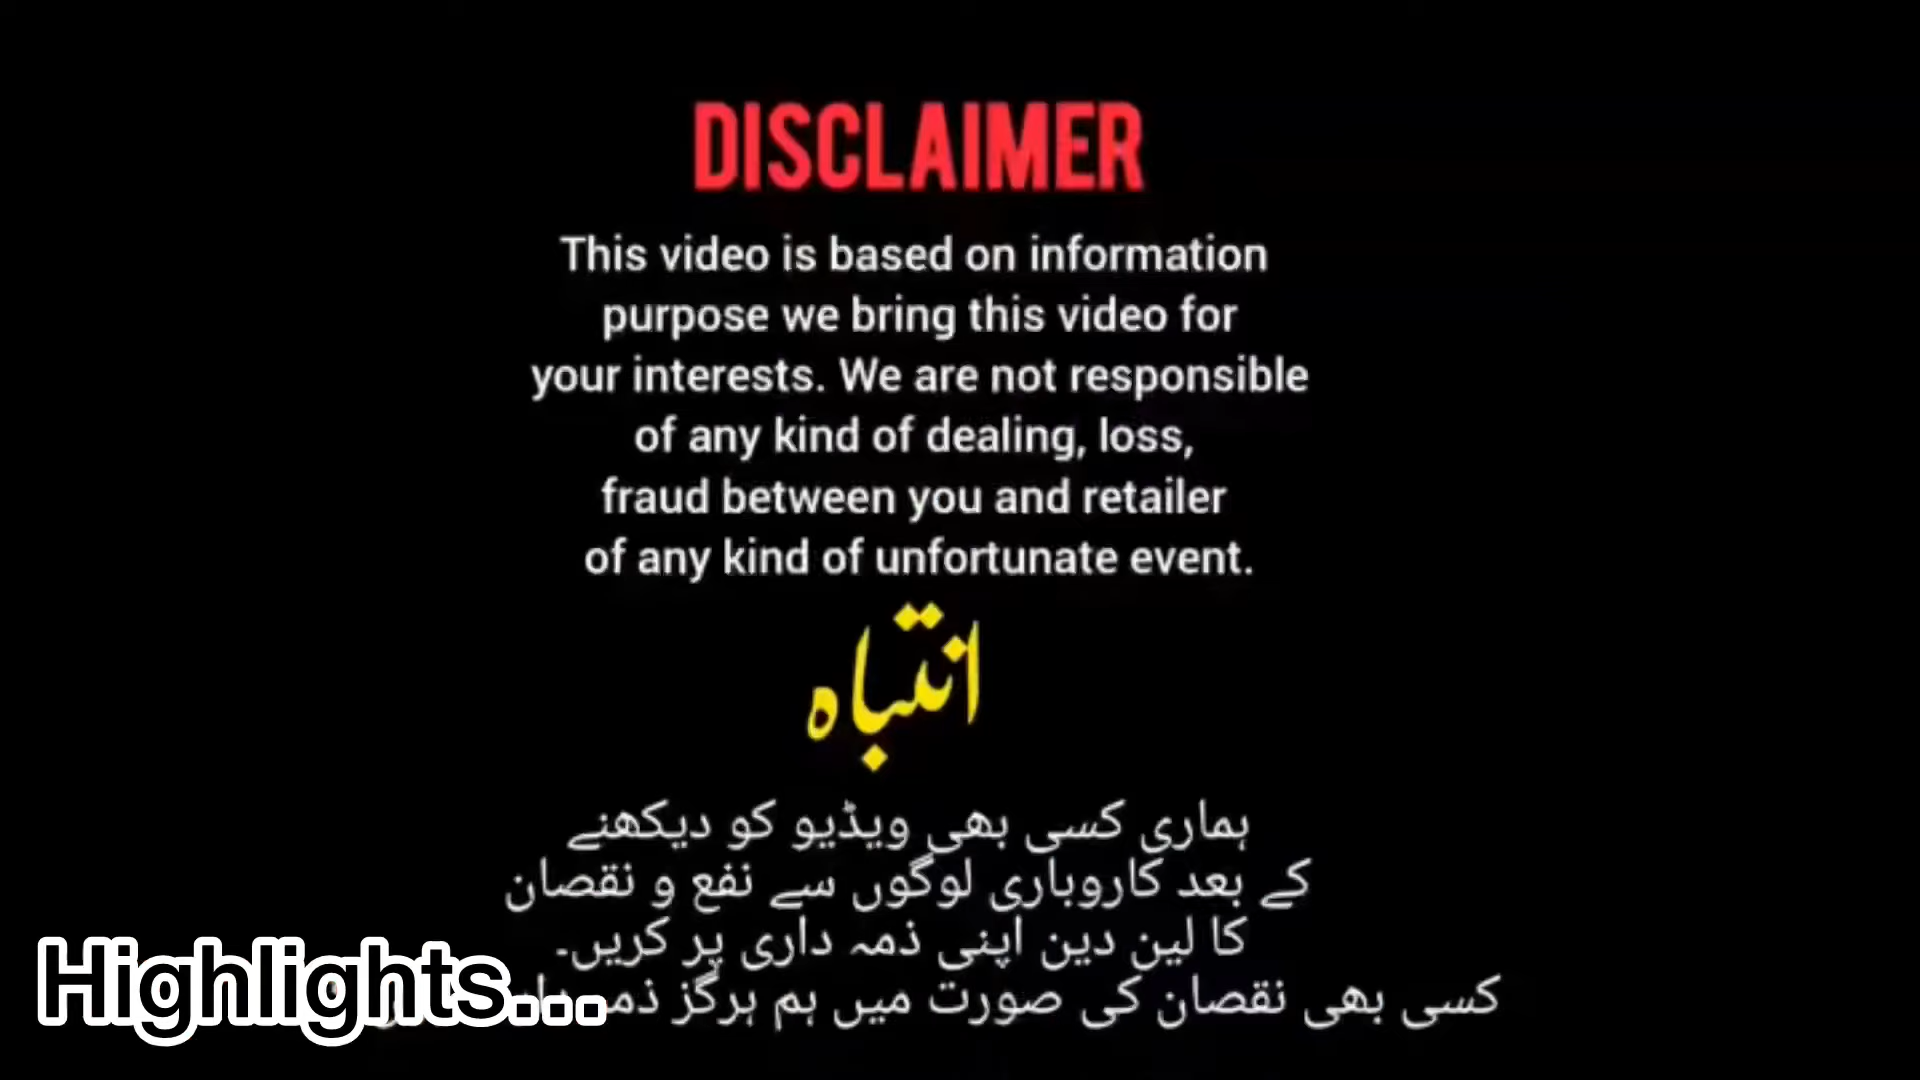 DISCLAIMER
This video is based on information
purpose we bring this video for
your interests. We are not responsible
of any kind of dealing, loss,
fraud between you and retailer
of any kind of unfortunate event.
انتباہ
ہماری کسی بھی ویڈیو کو دیکھنے
کے بعد کاروباری لوگوں سے نفع و نقصان
کا لین دین اپنی ذمہ داری پر کریں۔
کسی بھی نقصان کی صورت میں ہم ہرگز ذمہ
Highlights...